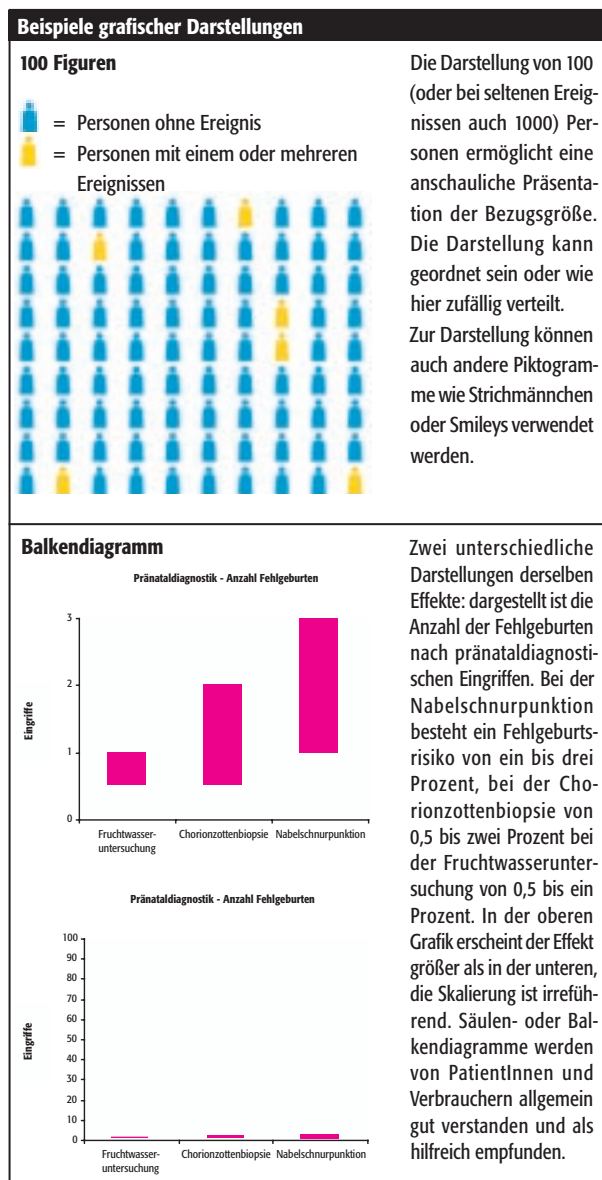 Beispiele grafischer Darstellungen
100 Figuren
= Personen ohne Ereignis
= Personen mit einem oder mehreren
Ereignissen
Die Darstellung von 100
(oder bei seltenen Ereig-
nissen auch 1000) Per-
sonen ermöglicht eine
anschauliche Präsenta-
tion der Bezugsgröße.
Die Darstellung kann
geordnet sein oder wie
hier zufällig verteilt.
Zur Darstellung können
auch andere Piktogram-
me wie Strichmännchen
oder Smileys verwendet
werden.
Balkendiagramm
Pränataldiagnostik - Anzahl Fehlgeburten
Eingriffe
3
2
1
0
Fruchtwasser-
untersuchung
Chorionzottenbiopsie
Nabelschnurpunktion
Pränataldiagnostik - Anzahl Fehlgeburten
Eingriffe
100
90
80
70
60
50
40
30
20
10
0
Fruchtwasser-
untersuchung
Chorionzottenbiopsie
Nabelschnurpunktion
Zwei unterschiedliche
Darstellungen derselben
Effekte: dargestellt ist die
Anzahl der Fehlgeburten
nach pränataldiagnosti-
schen Eingriffen. Bei der
Nabelschnurpunktion
besteht ein Fehlgeburts-
risiko von ein bis drei
Prozent, bei der Cho-
rionzottenbiopsie von
0,5 bis zwei Prozent bei
der Fruchtwasserunter-
suchung von 0,5 bis ein
Prozent. In der oberen
Grafik erscheint der Effekt
größer als in der unteren,
die Skalierung ist irrefüh-
rend. Säulen- oder Bal-
kendiagramme werden
von PatientInnen und
Verbrauchern allgemein
gut verstanden und als
hilfreich empfunden.